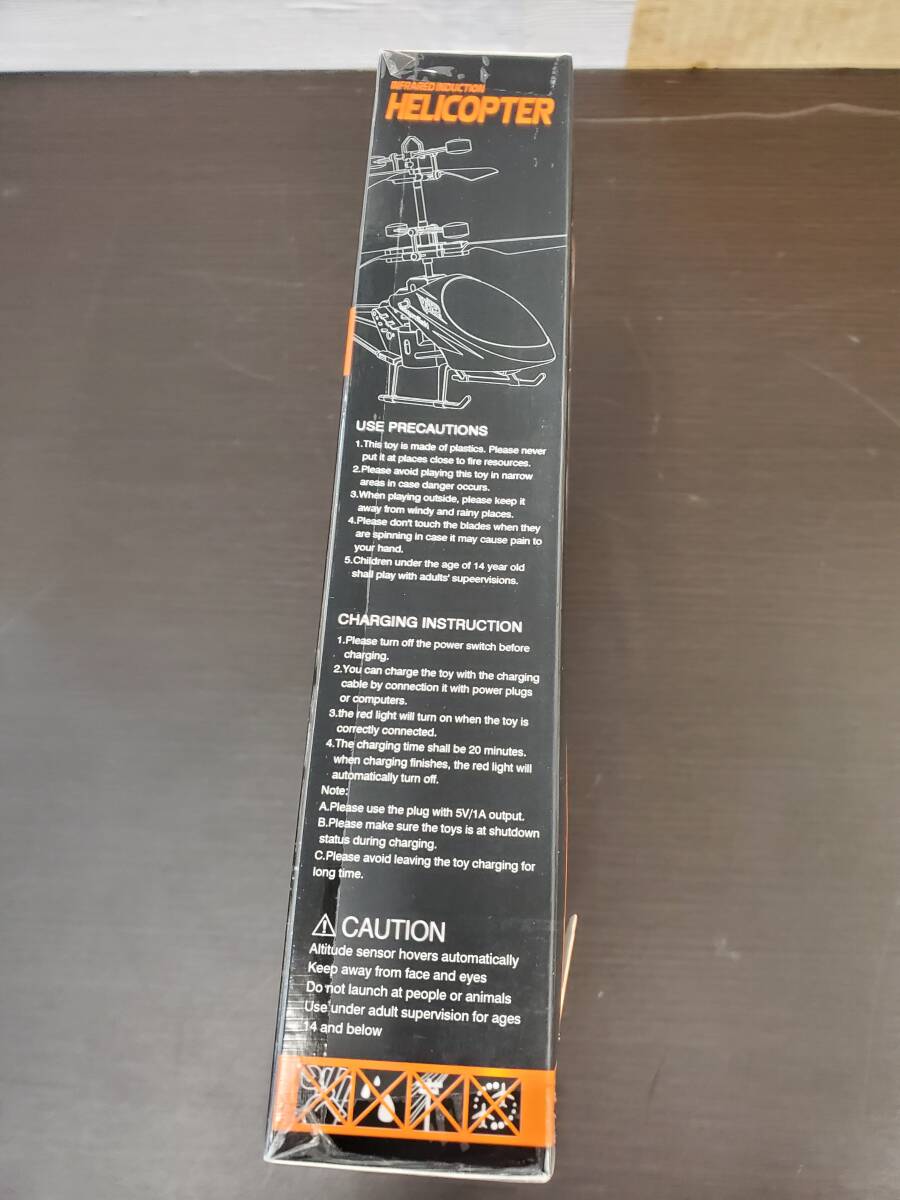 INFRARED INDUCTION
HELICOPTER
USE PRECAUTIONS
1.This toy is made of plastics. Please never
put it at places close to fire resources.
2.Please avoid playing this toy in narrow
areas in case danger occurs.
3.When playing outside, please keep it
away from windy and rainy places.
4.Please don't touch the blades when they
are spinning in case it may cause pain to
your hand.
5.Children under the age of 14 year old
shall play with adults' supeervisions.
CHARGING INSTRUCTION
1.Please turn off the power switch before
charging.
2.You can charge the toy with the charging
cable by connection it with power plugs
or computers.
3.the red light will turn on when the toy is
correctly connected.
4.The charging time shall be 20 minutes.
when charging finishes, the red light will
automatically turn off.
Note:
A.Please use the plug with 5V/1A output.
B.Please make sure the toys is at shutdown
status during charging.
C.Please avoid leaving the toy charging for
long time.
CAUTION
Altitude sensor hovers automatically
Keep away from face and eyes
Do not launch at people or animals
Use under adult supervision for ages
14 and below